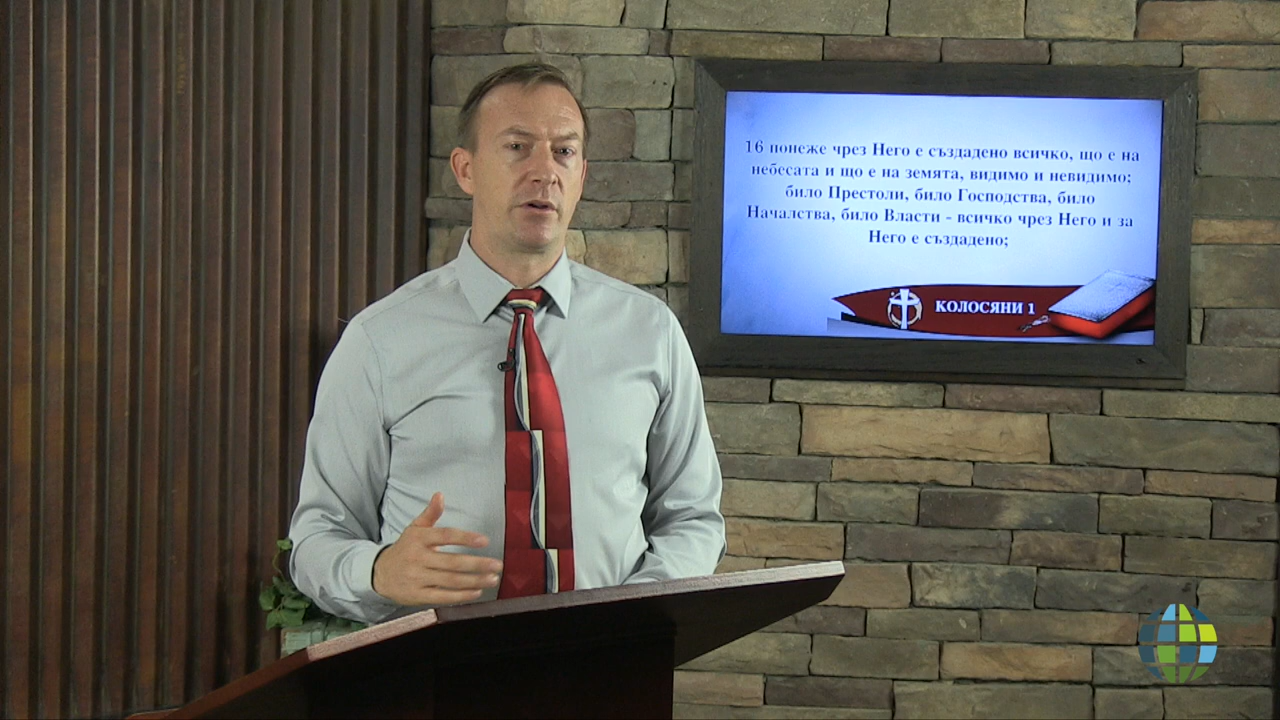 16 понеже чрез Него е създадено всичко, що е на
небесата и що е на земята, видимо и невидимо;
било Престоли, било Господства, било
Началства, било Власти - всичко чрез Него и за
Него е създадено;
КОЛОСЯНИ 1